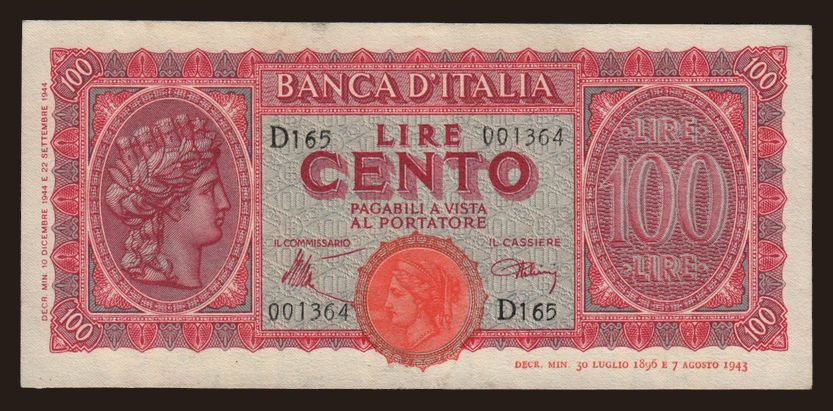 100
100
BANCA D'ITALIA
D165 LIRE 001364
CENTO
PAGABILI A VISTA
AL PORTATORE
IL COMMISSARIO IL CASSIERE
001364 D165
LIRE
100
LIRE
100
100
DECR. MIN. 10 DICEMBRE 1944 E 22 SETTEMBRE 1944
DECR. MIN. 30 LUGLIO 1896 E 7 AGOSTO 1943